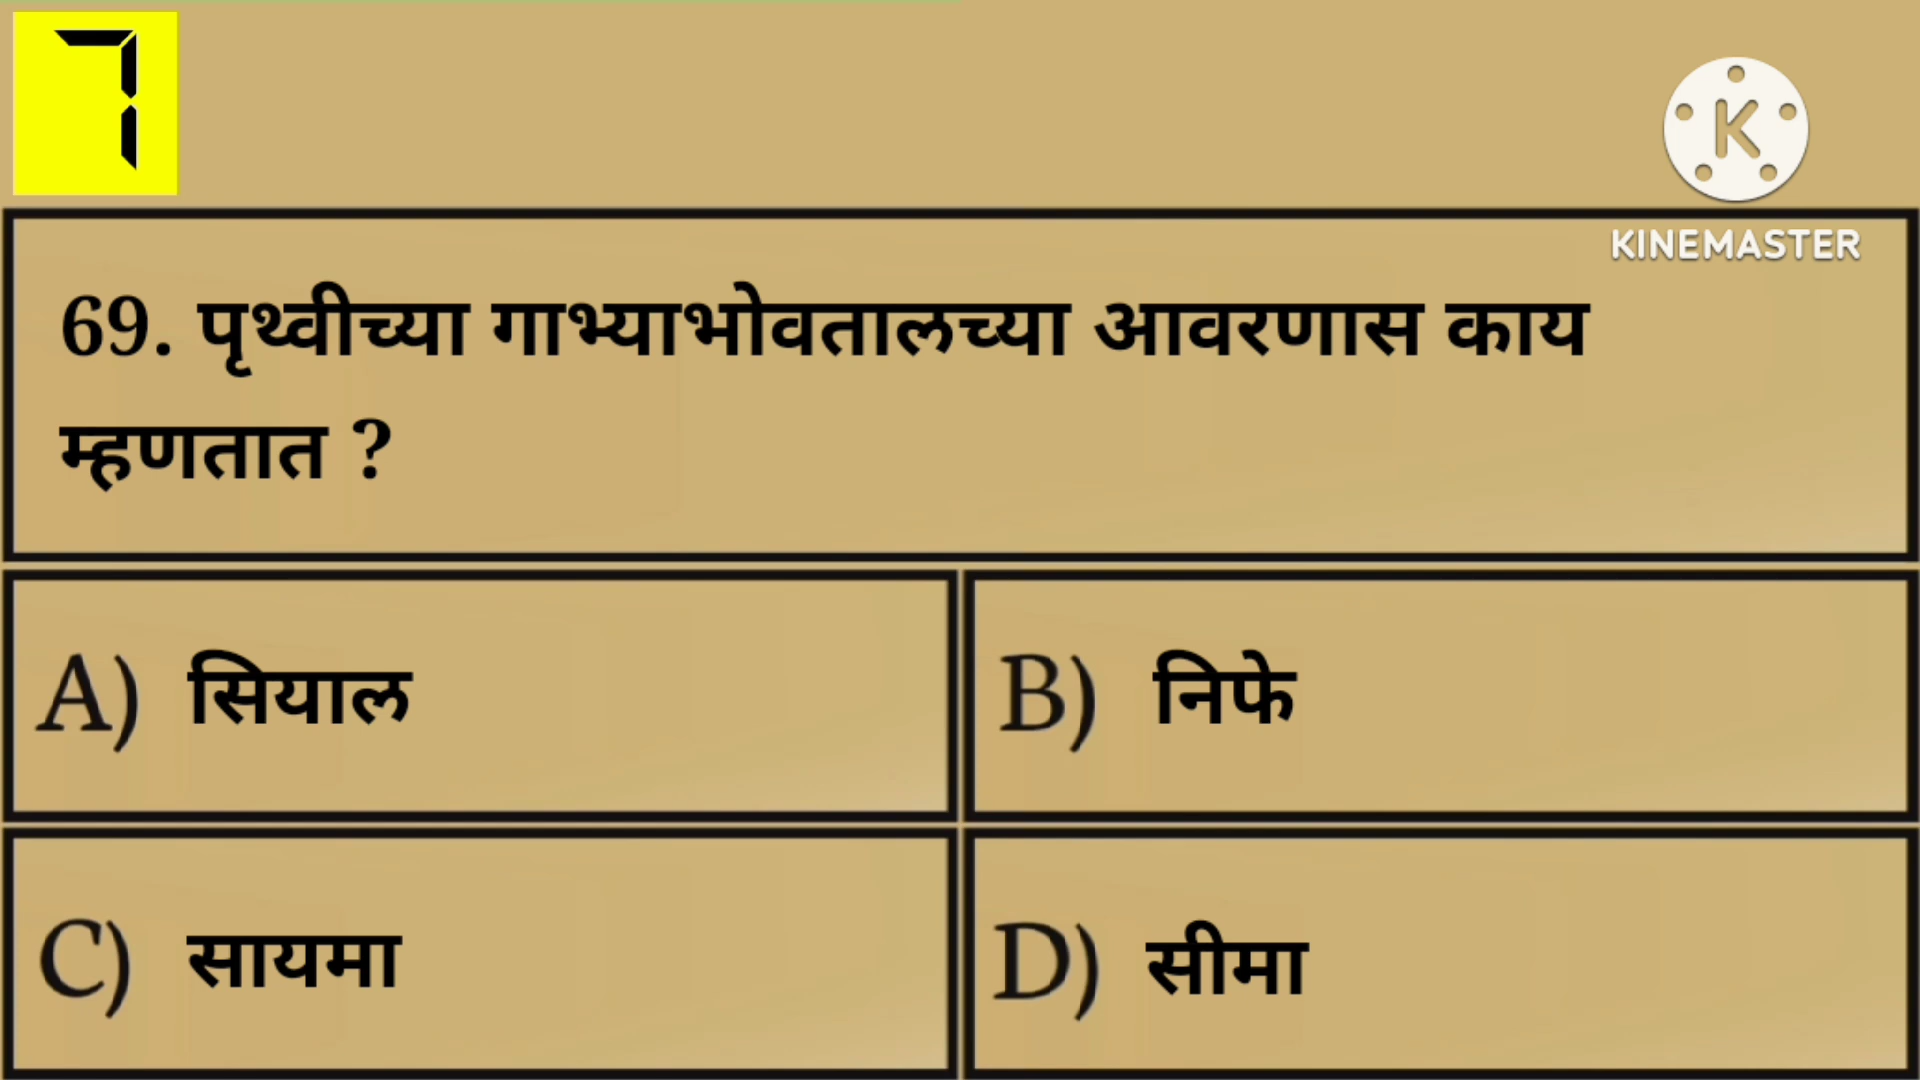 7
K
KINEMASTER
69. पृथ्वीच्या गाभ्याभोवतालच्या आवरणास काय
म्हणतात ?
A) सियाल
B) निफे
C) सायमा
D) सीमा